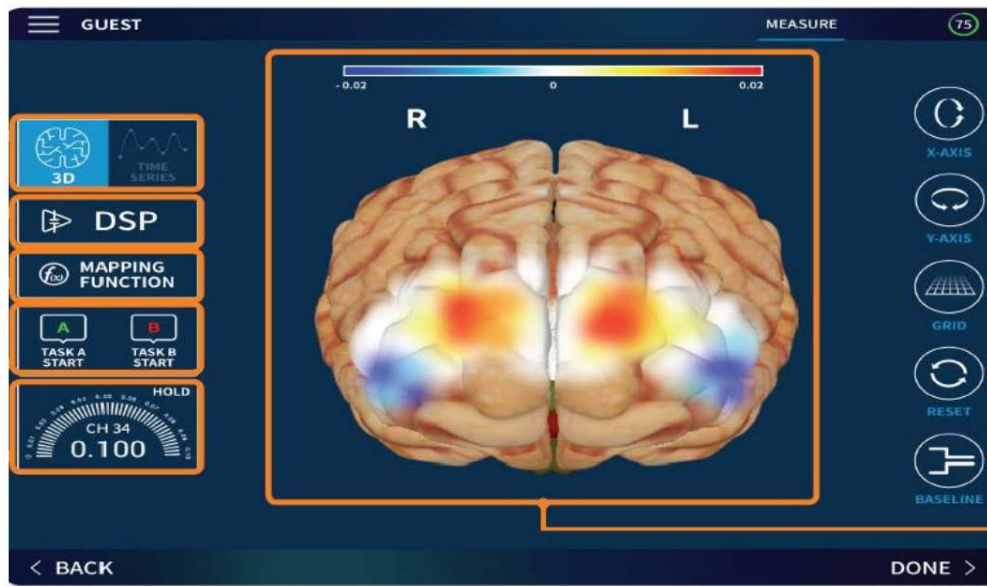 GUEST
MEASURE
75
-0.02
0
0.02
R
L
3D
TIME
SERIES
DSP
f(x)
MAPPING
FUNCTION
A
B
TASK A
START
TASK B
START
HOLD
CH 34
0.100
X-AXIS
Y-AXIS
GRID
RESET
BASELINE
< BACK
DONE >